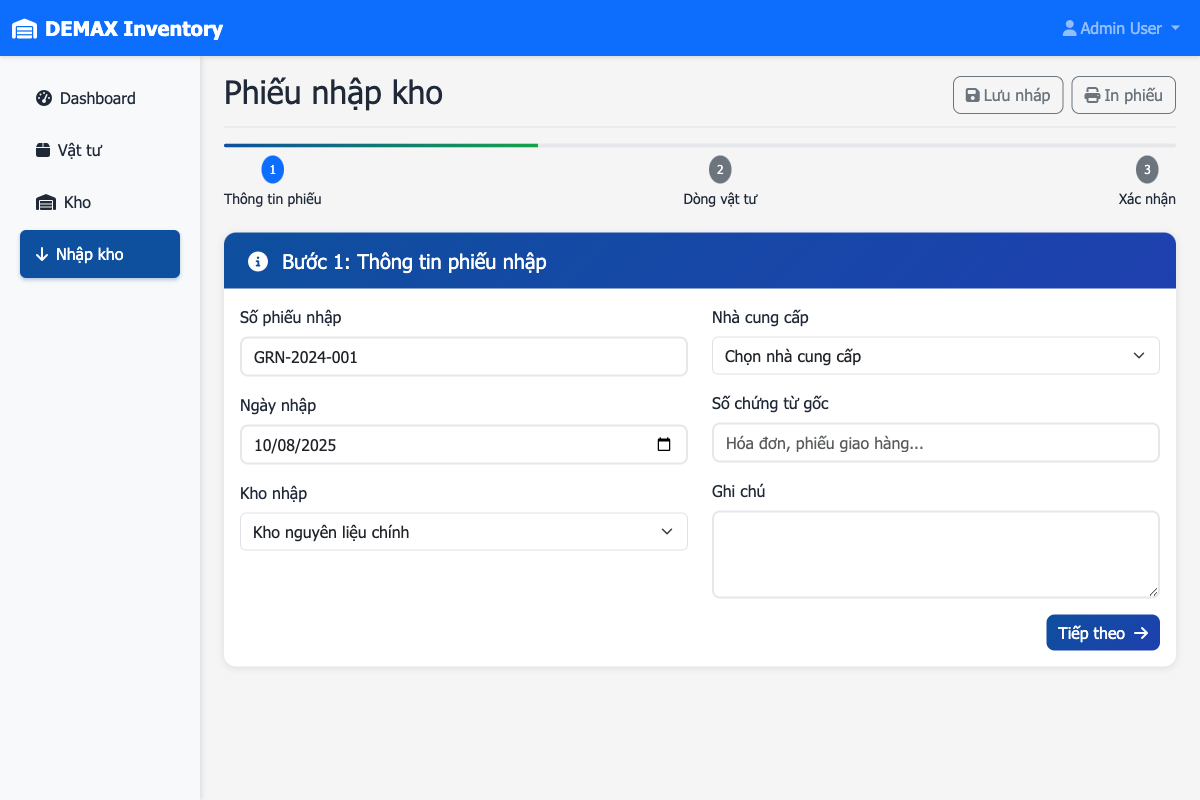 DEMAX Inventory
Admin User
Dashboard
Vật tư
Kho
Nhập kho
Phiếu nhập kho
Lưu nháp
In phiếu
1
Thông tin phiếu
2
Dòng vật tư
3
Xác nhận
Bước 1: Thông tin phiếu nhập
Số phiếu nhập
GRN-2024-001
Ngày nhập
10/08/2025
Kho nhập
Kho nguyên liệu chính
Nhà cung cấp
Chọn nhà cung cấp
Số chứng từ gốc
Hóa đơn, phiếu giao hàng...
Ghi chú
Tiếp theo